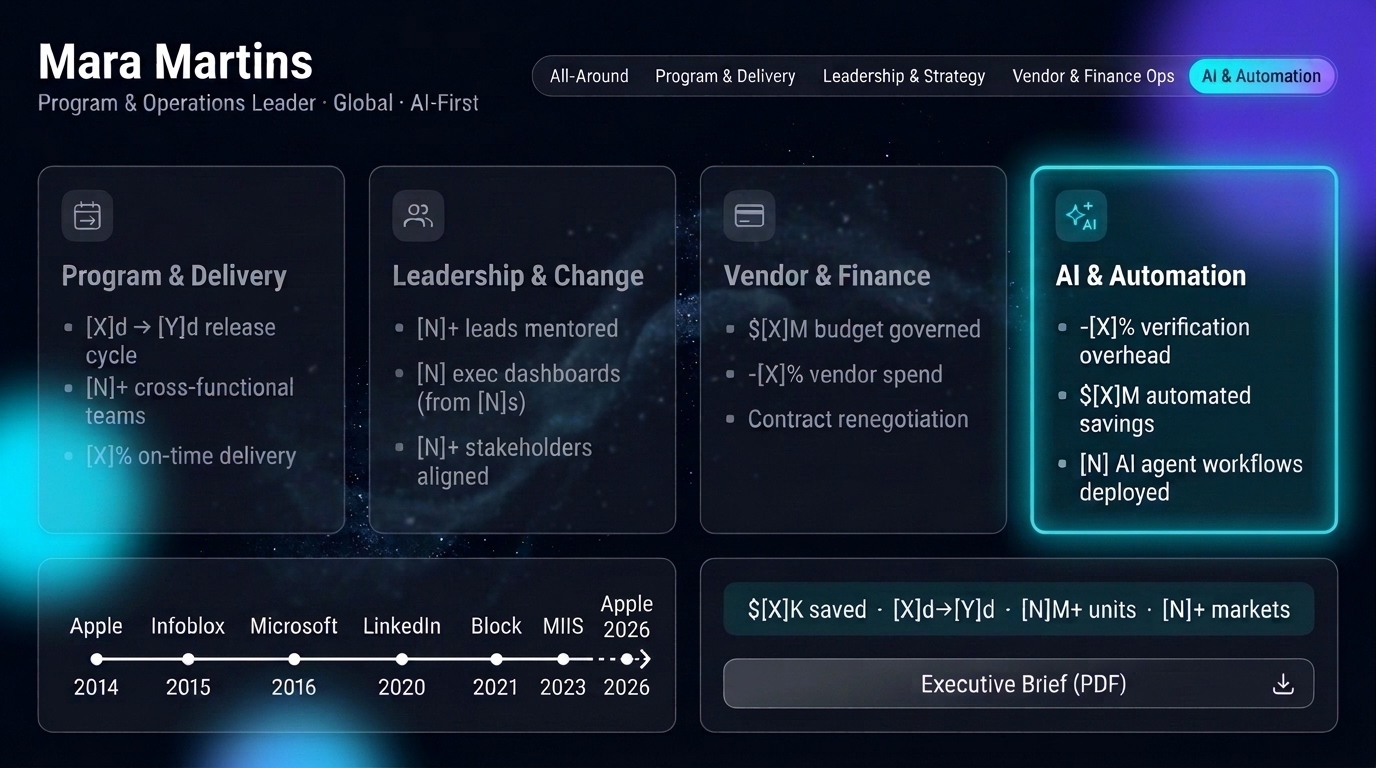 Mara Martins
Program & Operations Leader · Global · AI-First
All-Around
Program & Delivery
Leadership & Strategy
Vendor & Finance Ops
AI & Automation
Program & Delivery
[X]d → [Y]d release
cycle
[N]+ cross-functional
teams
[X]% on-time delivery
Leadership & Change
[N]+ leads mentored
[N] exec dashboards
(from [N]s)
[N]+ stakeholders
aligned
Vendor & Finance
$[X]M budget governed
-[X]% vendor spend
Contract renegotiation
AI
AI & Automation
-[X]% verification
overhead
$[X]M automated
savings
[N] AI agent workflows
deployed
Apple
Infoblox
Microsoft
LinkedIn
Block
MIIS
Apple
2026
2014
2015
2016
2020
2021
2023
2026
$[X]K saved · [X]d→[Y]d · [N]M+ units · [N]+ markets
Executive Brief (PDF)